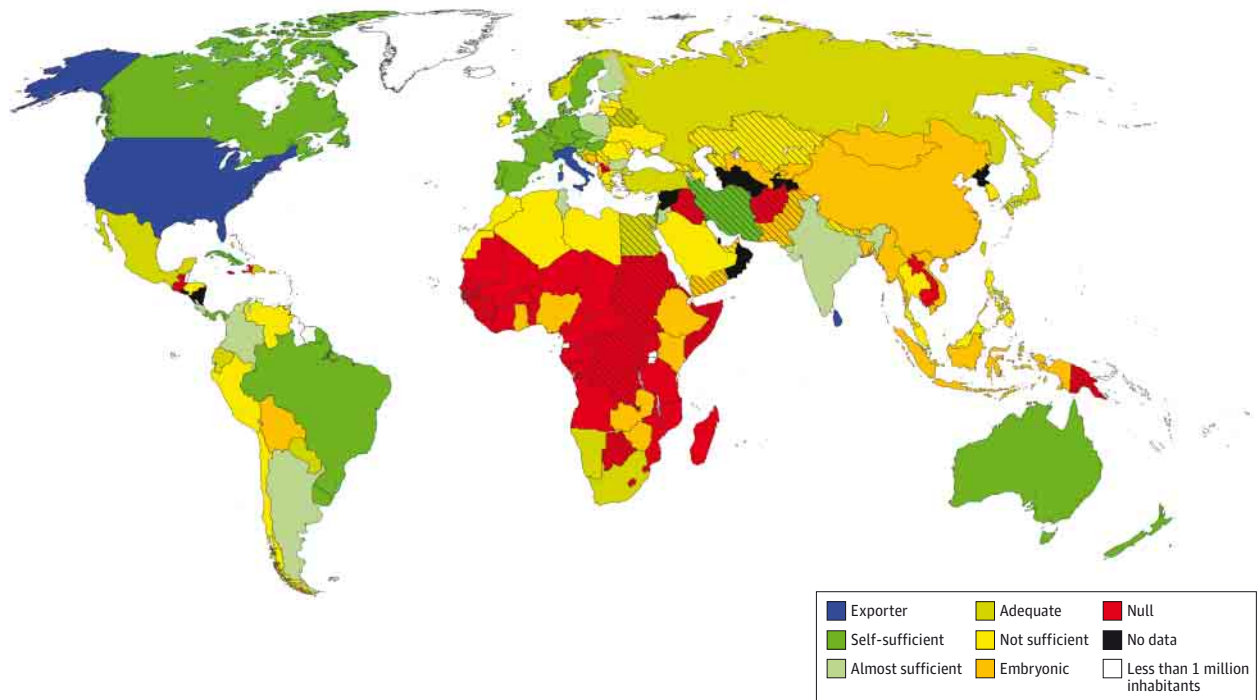 Exporter
Self-sufficient
Almost sufficient
Adequate
Not sufficient
Embryonic
Null
No data
Less than 1 million
inhabitants